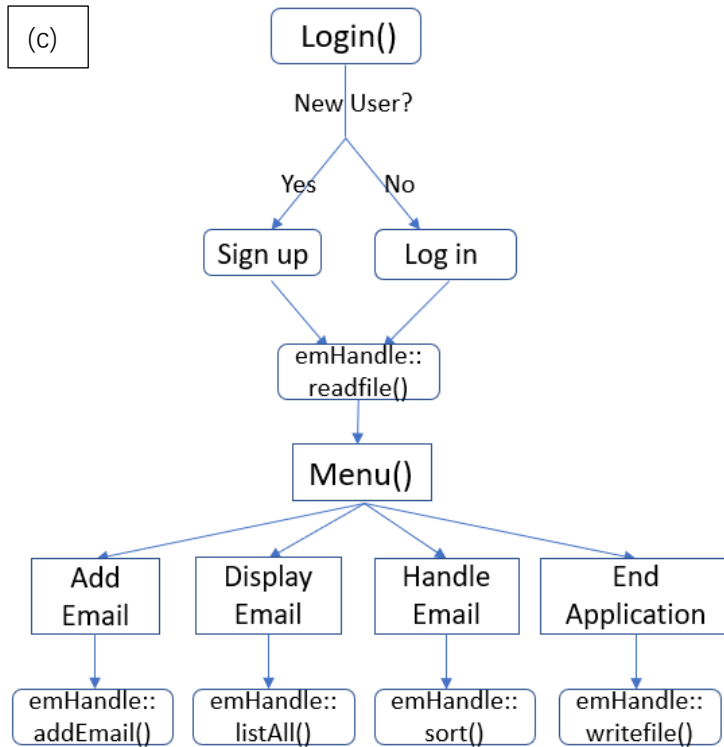 (c)
Login()
New User?
Yes
No
Sign up
Log in
emHandle::
readfile()
Menu()
Add
Email
Display
Email
Handle
Email
End
Application
emHandle::
addEmail()
emHandle::
listAll()
emHandle::
sort()
emHandle::
writefile()